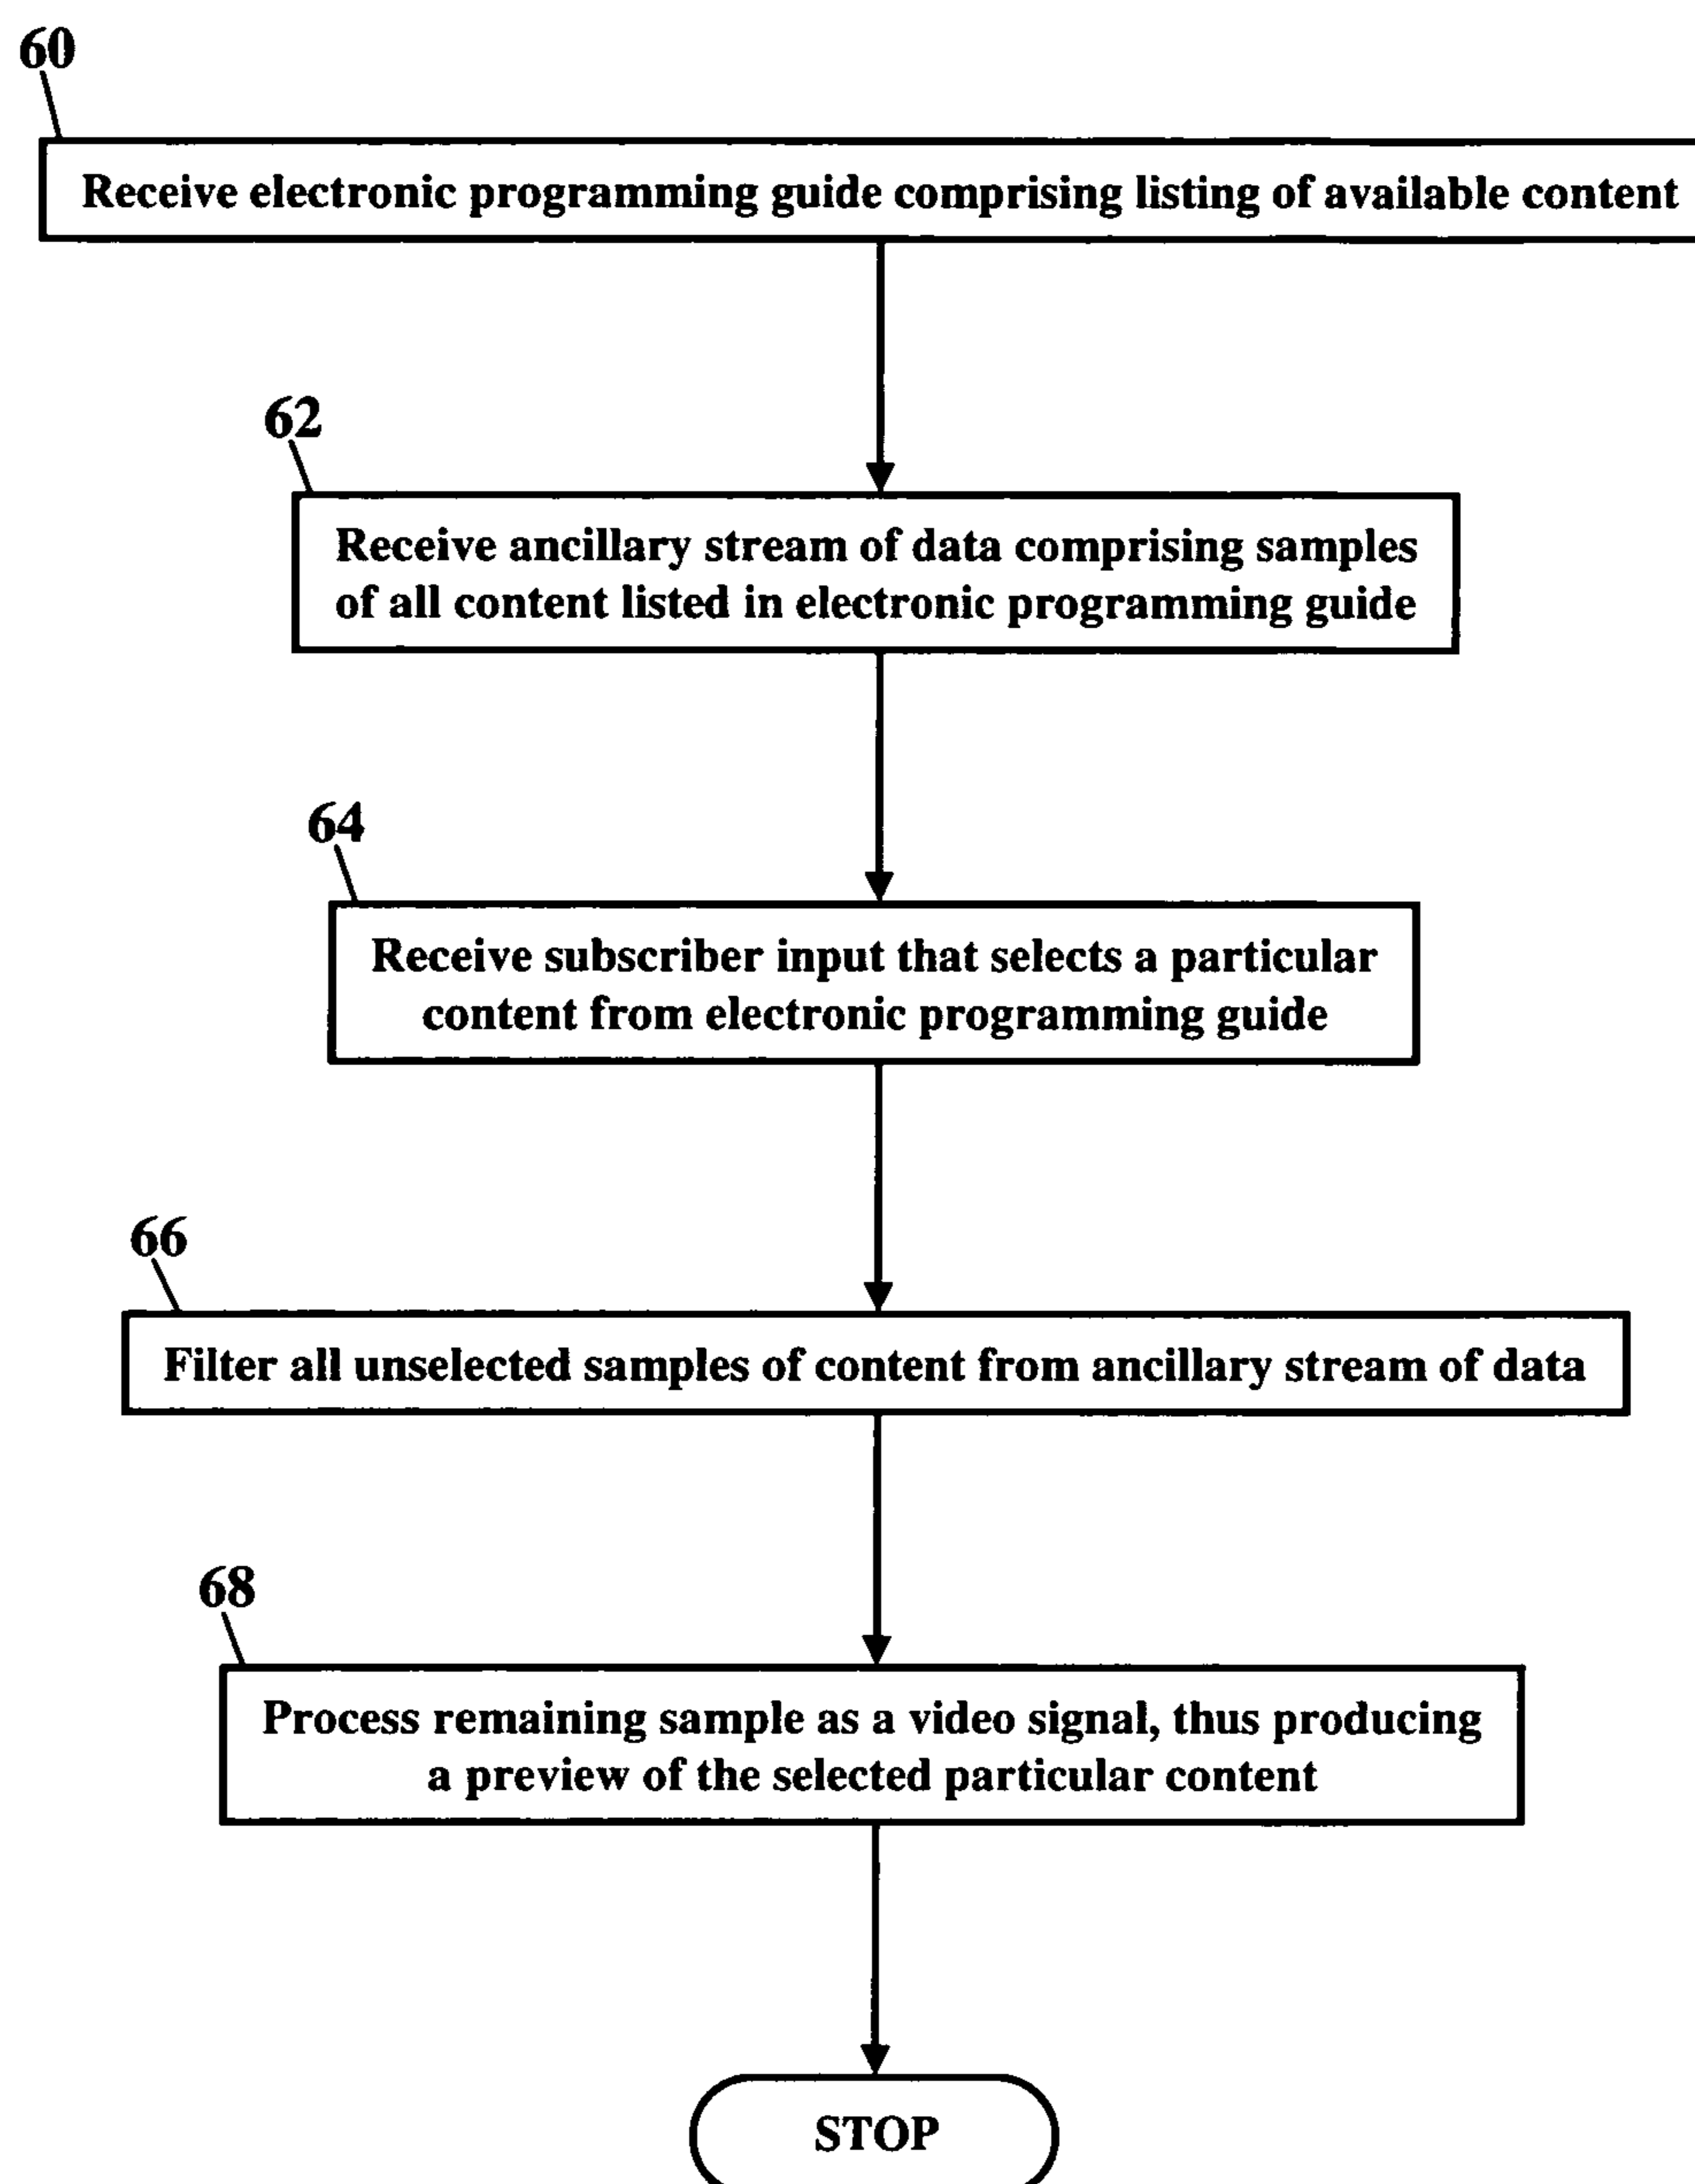 60
Receive electronic programming guide comprising listing of available content
62
Receive ancillary stream of data comprising samples
of all content listed in electronic programming guide
64
Receive subscriber input that selects a particular
content from electronic programming guide
66
Filter all unselected samples of content from ancillary stream of data
68
Process remaining sample as a video signal, thus producing
a preview of the selected particular content
STOP